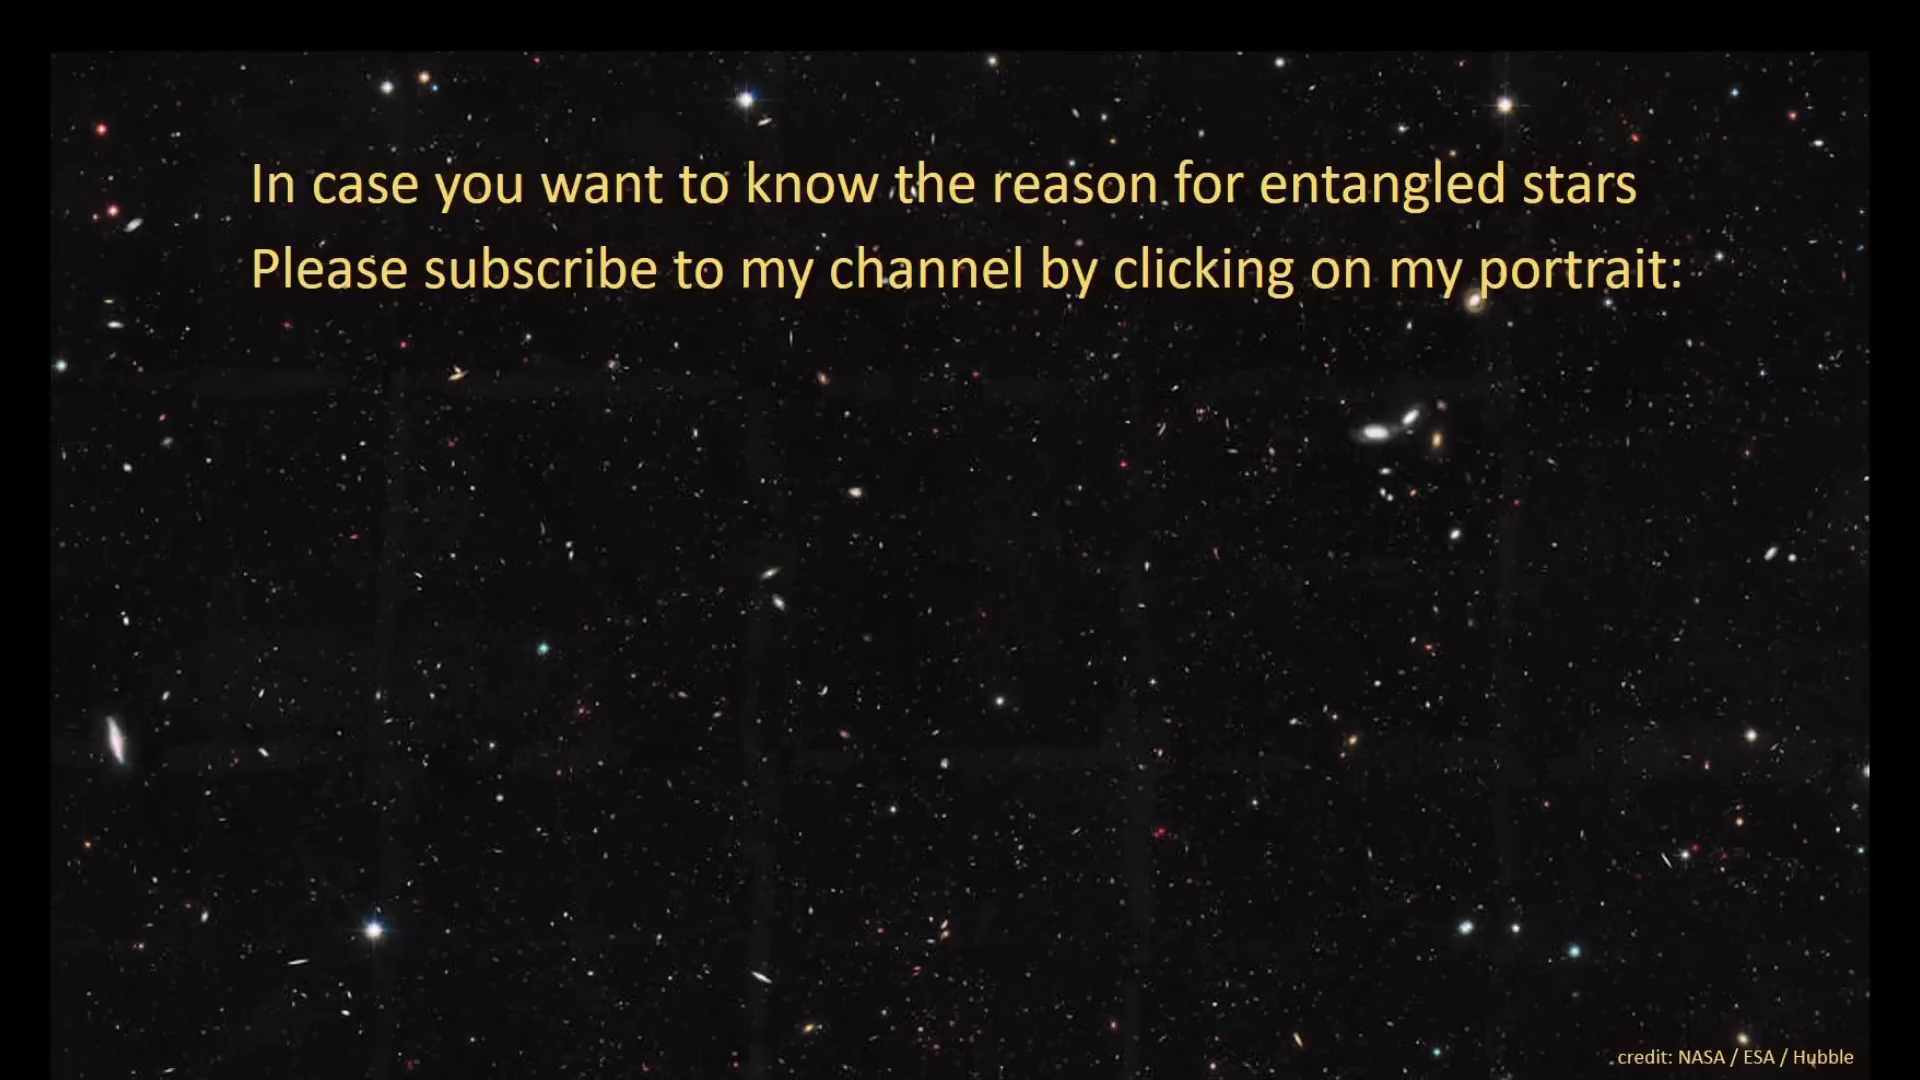 In case you want to know the reason for entangled stars
Please subscribe to my channel by clicking on my portrait:
credit: NASA / ESA / Hubble